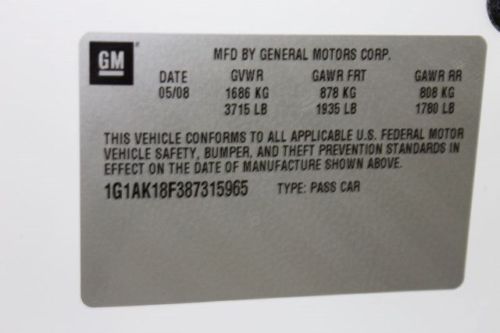 GM
MFD BY GENERAL MOTORS CORP.
DATE GVWR GAWR FRT GAWR RR
05/08 1686 KG 878 KG 808 KG
3715 LB 1935 LB 1780 LB
THIS VEHICLE CONFORMS TO ALL APPLICABLE U.S. FEDERAL MOTOR
VEHICLE SAFETY, BUMPER, AND THEFT PREVENTION STANDARDS IN
EFFECT ON THE DATE OF MANUFACTURE SHOWN ABOVE.
1G1AK18F387315965 TYPE: PASS CAR